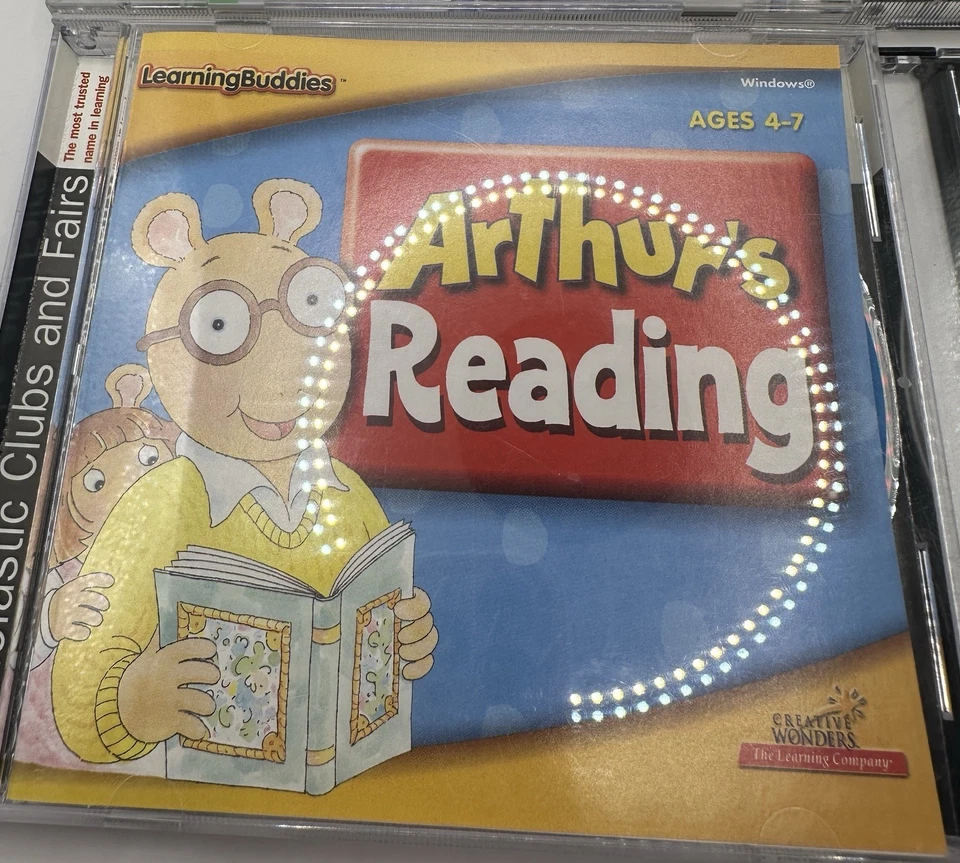 LearningBuddies™
Windows®
AGES 4-7
Arthur's
Reading
The most trusted
name in learning
Clubs and Fairs
CREATIVE
WONDERS
The Learning Company